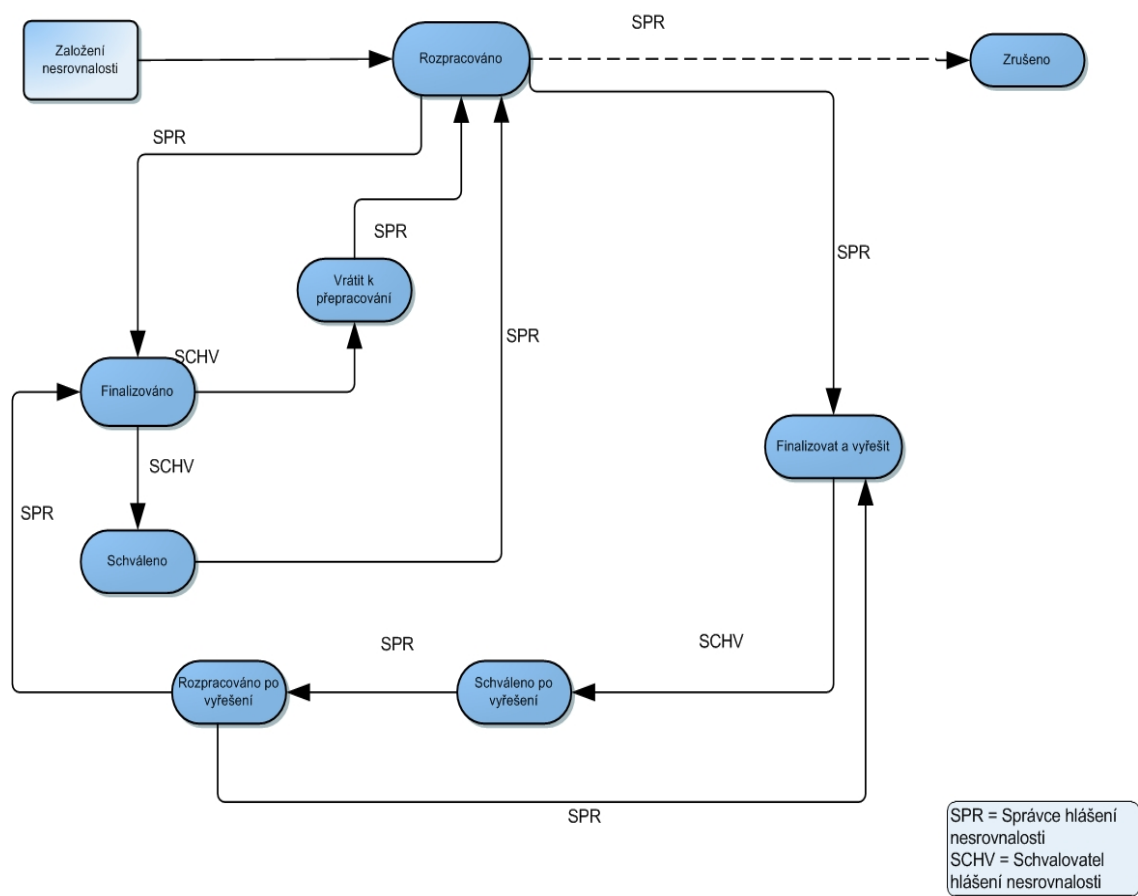 SPR
Založení
nesrovnalosti
Rozpracováno
Zrušeno
SPR
SPR
SPR
Vrátit k
přepracování
SPR
SCHV
Finalizováno
Finalizovat a vyřešit
SCHV
SPR
Schváleno
SPR
SCHV
Rozpracováno po
vyřešení
Schváleno po
vyřešení
SPR
SPR = Správce hlášení
nesrovnalosti
SCHV = Schvalovatel
hlášení nesrovnalosti